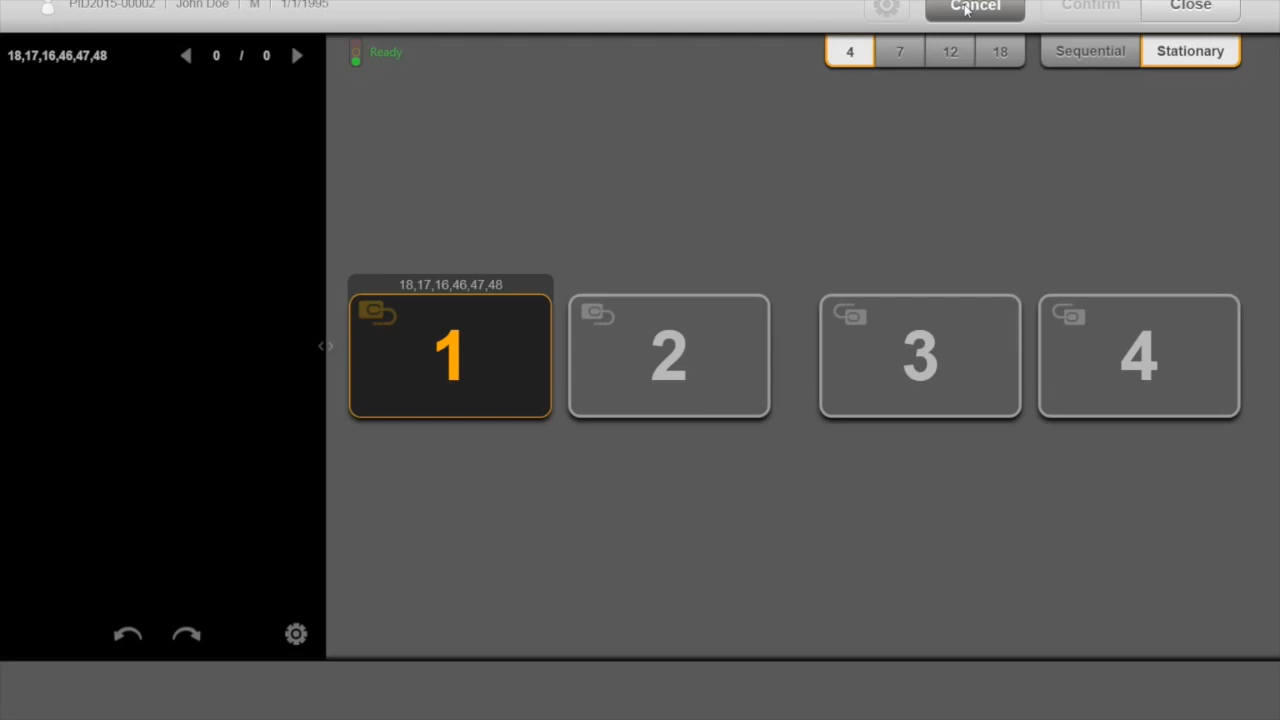 PID2015-00002 | John Doe | M | 1/1/1995
Cancel
Confirm
Close
18,17,16,46,47,48
0 / 0
Ready
4
7
12
18
Sequential
Stationary
18,17,16,46,47,48
1
2
3
4